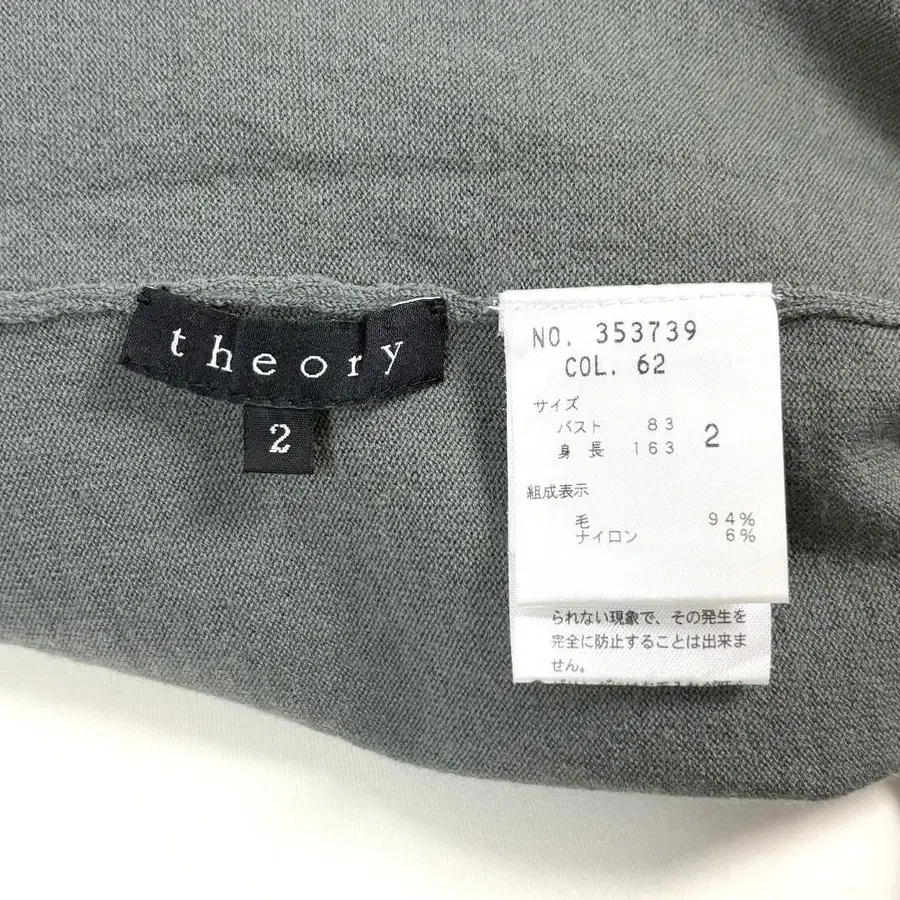 theory
2
NO. 353739
COL. 62
サイズ
バスト 83
身長 163 2
組成表示
毛 94%
ナイロン 6%
られない現象で、その発生を
完全に防止することは出来ま
せん。